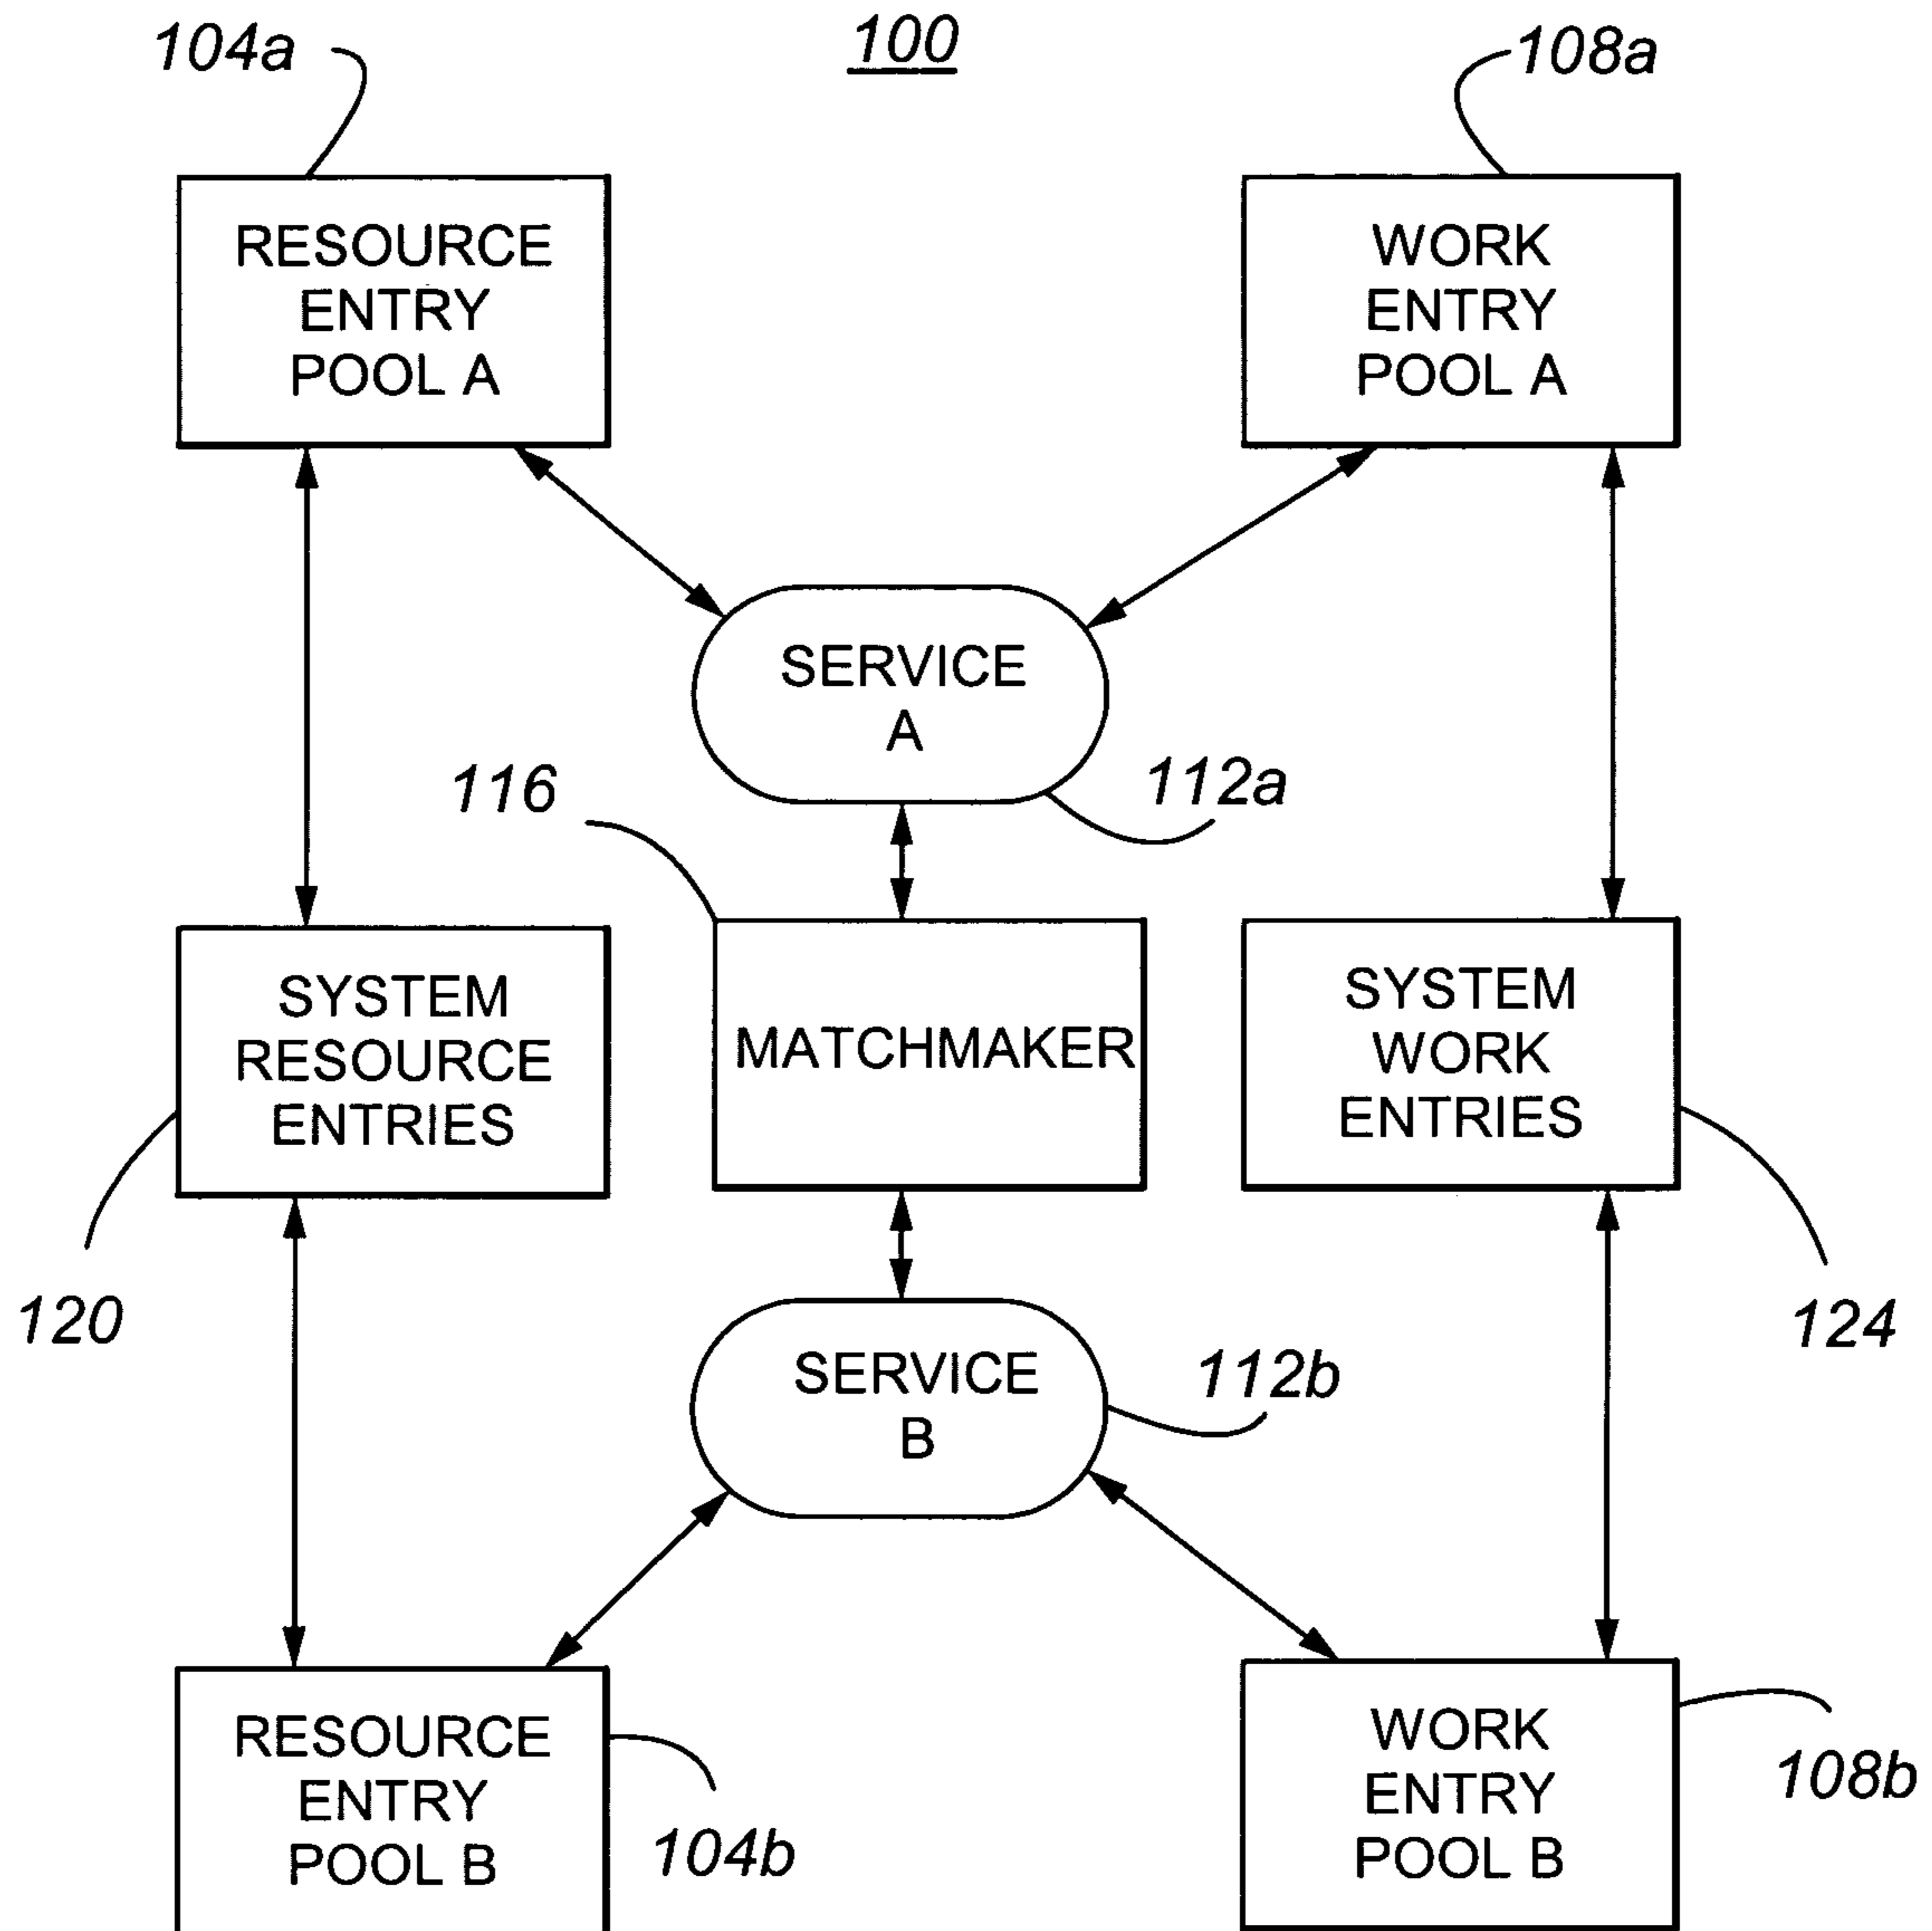 104a
100
108a
RESOURCE
ENTRY
POOL A
WORK
ENTRY
POOL A
SERVICE
A
116
112a
SYSTEM
RESOURCE
ENTRIES
MATCHMAKER
SYSTEM
WORK
ENTRIES
120
124
SERVICE
B
112b
RESOURCE
ENTRY
POOL B
104b
WORK
ENTRY
POOL B
108b